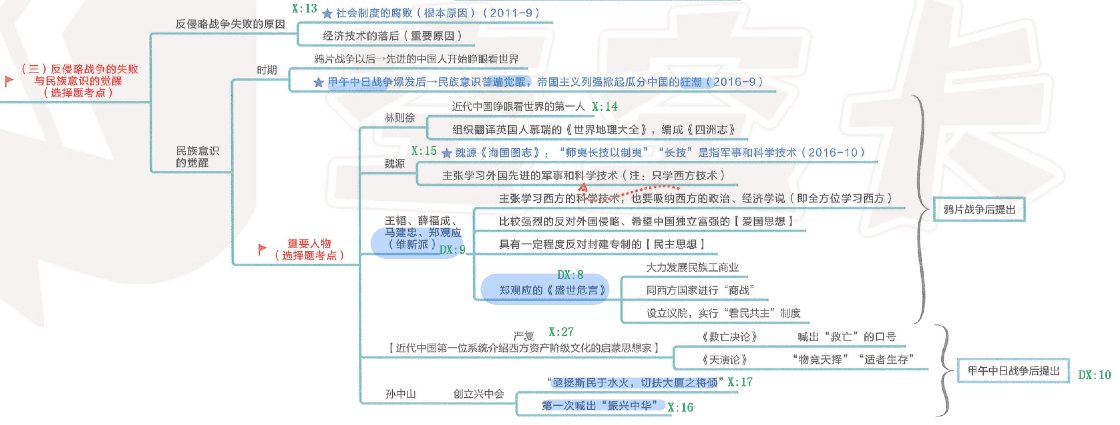 X:13
反侵略战争失败的原因
★ 社会制度的腐败（根本原因）（2011-9）
经济技术的落后（重要原因）
（三）反侵略战争的失败
与民族意识的觉醒
（选择题考点）
时期
鸦片战争以后→先进的中国人开始睁眼看世界
★ 甲午中日战争爆发后→民族意识普遍觉醒，帝国主义列强掀起瓜分中国的狂潮（2016-9）
民族意识
的觉醒
林则徐
近代中国睁眼看世界的第一人 X:14
组织翻译英国人慕瑞的《世界地理大全》，编成《四洲志》
魏源
X:15
★ 魏源《海国图志》：“师夷长技以制夷”“长技”是指军事和科学技术（2016-10）
主张学习外国先进的军事和科学技术（注：只学西方技术）
重要人物
（选择题考点）
王韬、薛福成、
马建忠、郑观应
（维新派）
DX:9
主张学习西方的科学技术，也要吸纳西方的政治、经济学说（即全方位学习西方）
比较强烈的反对外国侵略、希望中国独立富强的【爱国思想】
具有一定程度反对封建专制的【民主思想】
DX:8
郑观应的《盛世危言》
大力发展民族工商业
同西方国家进行“商战”
设立议院，实行“君民共主”制度
鸦片战争后提出
严复
X:27
【近代中国第一位系统介绍西方资产阶级文化的启蒙思想家】
《救亡决论》 喊出“救亡”的口号
《天演论》 “物竞天择”“适者生存”
孙中山
创立兴中会
“亟拯斯民于水火，切扶大厦之将倾” X:17
第一次喊出“振兴中华” X:16
甲午中日战争后提出
DX:10